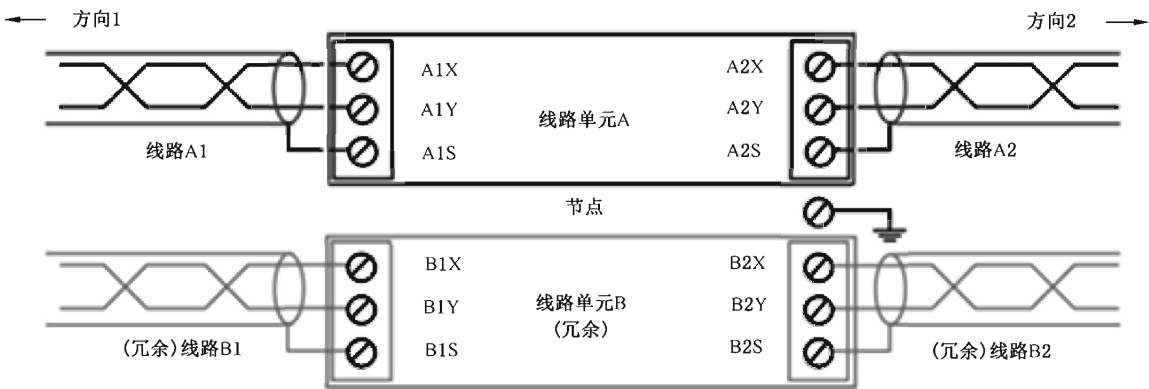 方向1
方向2
A1X
A1Y
A1S
线路单元A
A2X
A2Y
A2S
线路A1
线路A2
节点
B1X
B1Y
B1S
线路单元B
(冗余)
B2X
B2Y
B2S
(冗余)线路B1
(冗余)线路B2